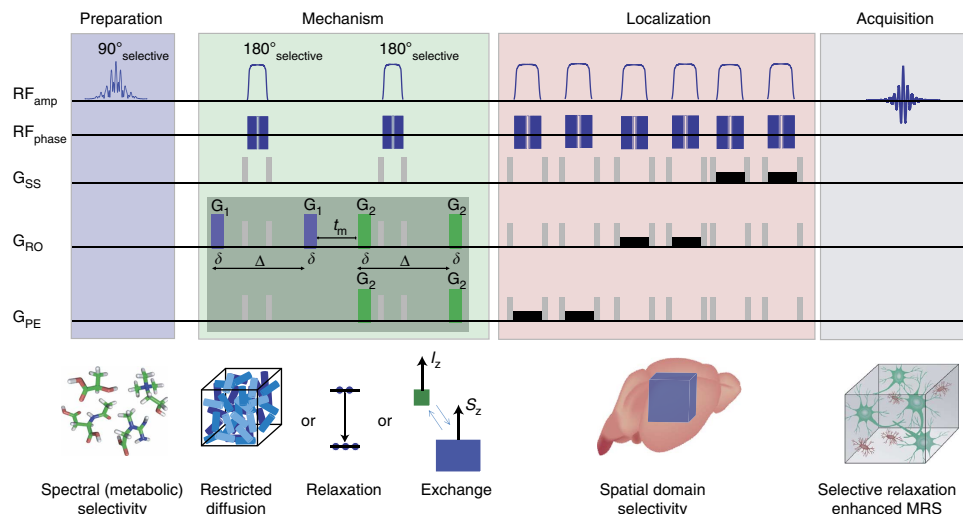 Preparation Mechanism Localization Acquisition
90°selective 180°selective 180°selective
RFamp
RFphase
GSS
G1 G1 tm G2 G2
GRO
δ Δ δ δ Δ δ
G2 G2
GPE
Iz
Sz
or or
Spectral (metabolic) selectivity
Restricted diffusion
Relaxation
Exchange
Spatial domain selectivity
Selective relaxation enhanced MRS